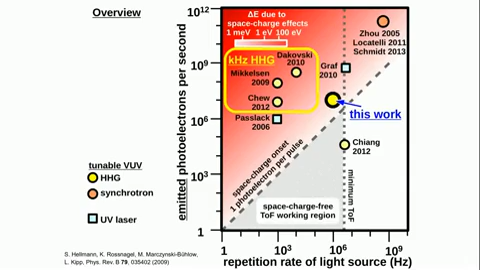 Overview
ΔE due to
space-charge effects
1 meV 1 eV 100 eV
kHz HHG
Dakovski
2010
Mikkelsen
2009
Chew
2012
Passlack
2006
Graf
2010
Zhou 2005
Locatelli 2011
Schmidt 2013
this work
Chiang
2012
space-charge onset
1 photoelectron per pulse
space-charge-free
ToF working region
minimum ToF
emitted photoelectrons per second
10¹²
10⁹
10⁶
10³
1
1 10³ 10⁶ 10⁹
repetition rate of light source (Hz)
tunable VUV
HHG
synchrotron
UV laser
S. Hellmann, K. Rossnagel, M. Marczynski-Bühlow,
L. Kipp, Phys. Rev. B 79, 035402 (2009)